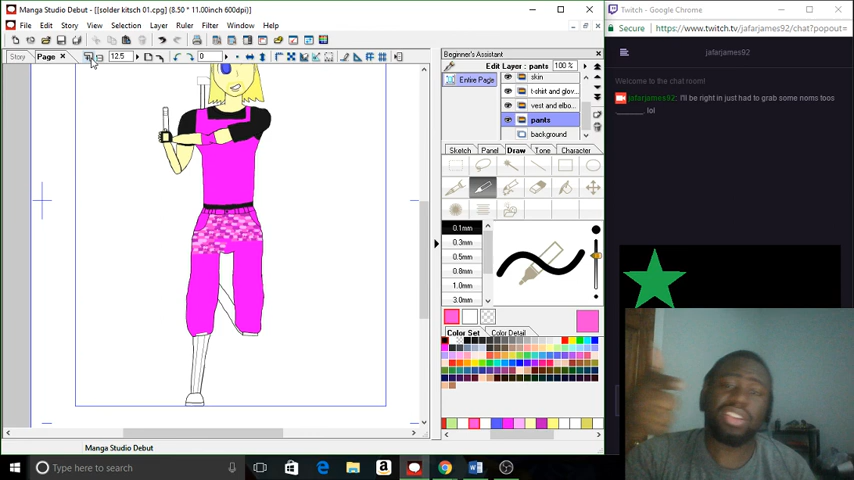 Manga Studio Debut - [[solder kitsch 01.cpg] (8.50 * 11.00inch 600dpi)]
File Edit Story View Selection Layer Ruler Filter Window Help
Story Page 12.5 0
Beginner's Assistant
Edit Layer : pants 100 %
Entire Page
skin
t-shirt and glov...
vest and elbo...
pants
background
Sketch Panel Draw Tone Character
0.1mm
0.3mm
0.5mm
0.8mm
1.0mm
3.0mm
Color Set Color Detail
Manga Studio Debut
Type here to search
Twitch - Google Chrome
Secure https://www.twitch.tv/jafarjames92/chat?popout=
jafarjames92
Welcome to the chat room!
jafarjames92: I'll be right in just had to grab some noms toos
lol